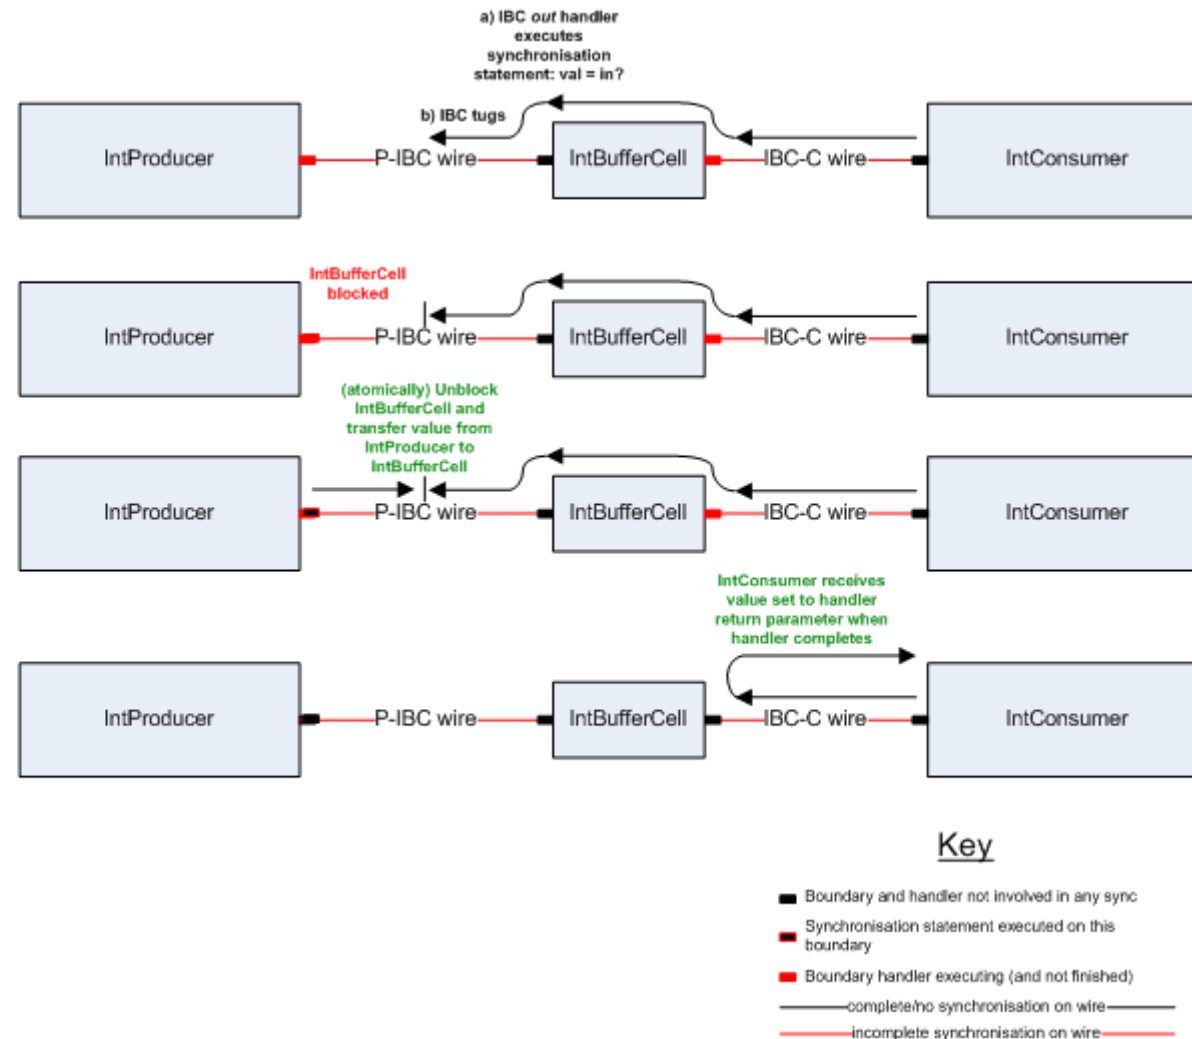 a) IBC out handler
executes
synchronisation
statement: val = in?
b) IBC tugs
IntProducer
P-IBC wire
IntBufferCell
IBC-C wire
IntConsumer
IntBufferCell
blocked
IntProducer
P-IBC wire
IntBufferCell
IBC-C wire
IntConsumer
(atomically) Unblock
IntBufferCell and
transfer value from
IntProducer to
IntBufferCell
IntProducer
P-IBC wire
IntBufferCell
IBC-C wire
IntConsumer
IntConsumer receives
value set to handler
return parameter when
handler completes
IntProducer
P-IBC wire
IntBufferCell
IBC-C wire
IntConsumer
Key
Boundary and handler not involved in any sync
Synchronisation statement executed on this
boundary
Boundary handler executing (and not finished)
complete/no synchronisation on wire
incomplete synchronisation on wire